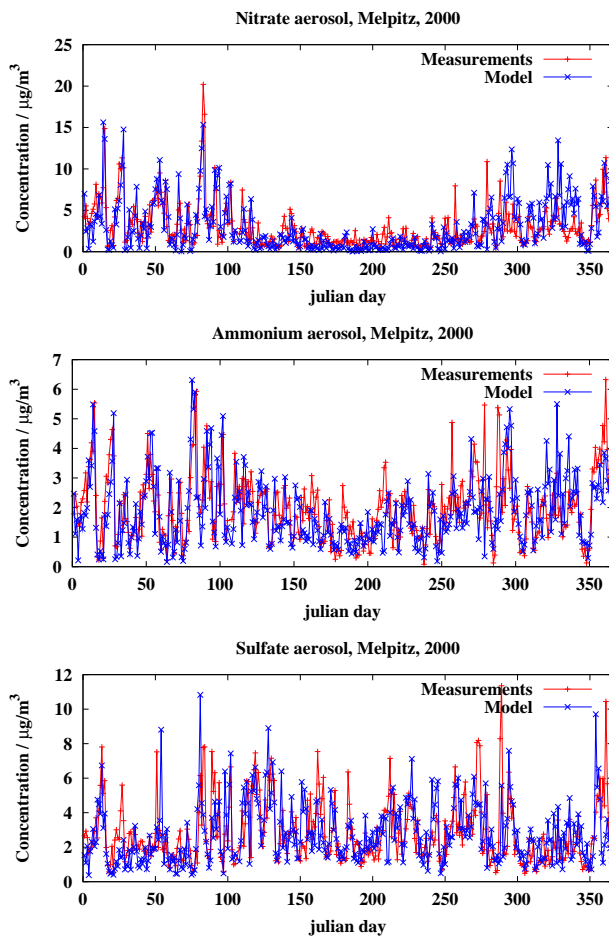 Nitrate aerosol, Melpitz, 2000
Concentration / μg/m³
25
20
15
10
5
0
Measurements
Model
0 50 100 150 200 250 300 350
julian day
Ammonium aerosol, Melpitz, 2000
Concentration / μg/m³
7
6
5
4
3
2
1
0
Measurements
Model
0 50 100 150 200 250 300 350
julian day
Sulfate aerosol, Melpitz, 2000
Concentration / μg/m³
12
10
8
6
4
2
0
Measurements
Model
0 50 100 150 200 250 300 350
julian day